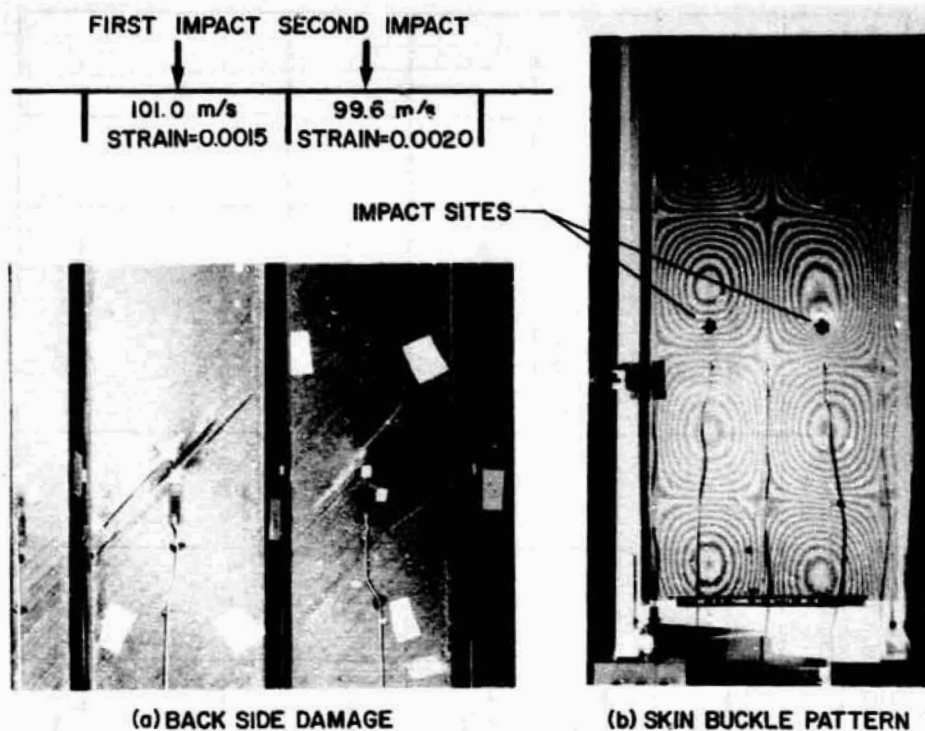 FIRST IMPACT SECOND IMPACT
101.0 m/s 99.6 m/s
STRAIN=0.0015 STRAIN=0.0020
IMPACT SITES
(a) BACK SIDE DAMAGE
(b) SKIN BUCKLE PATTERN